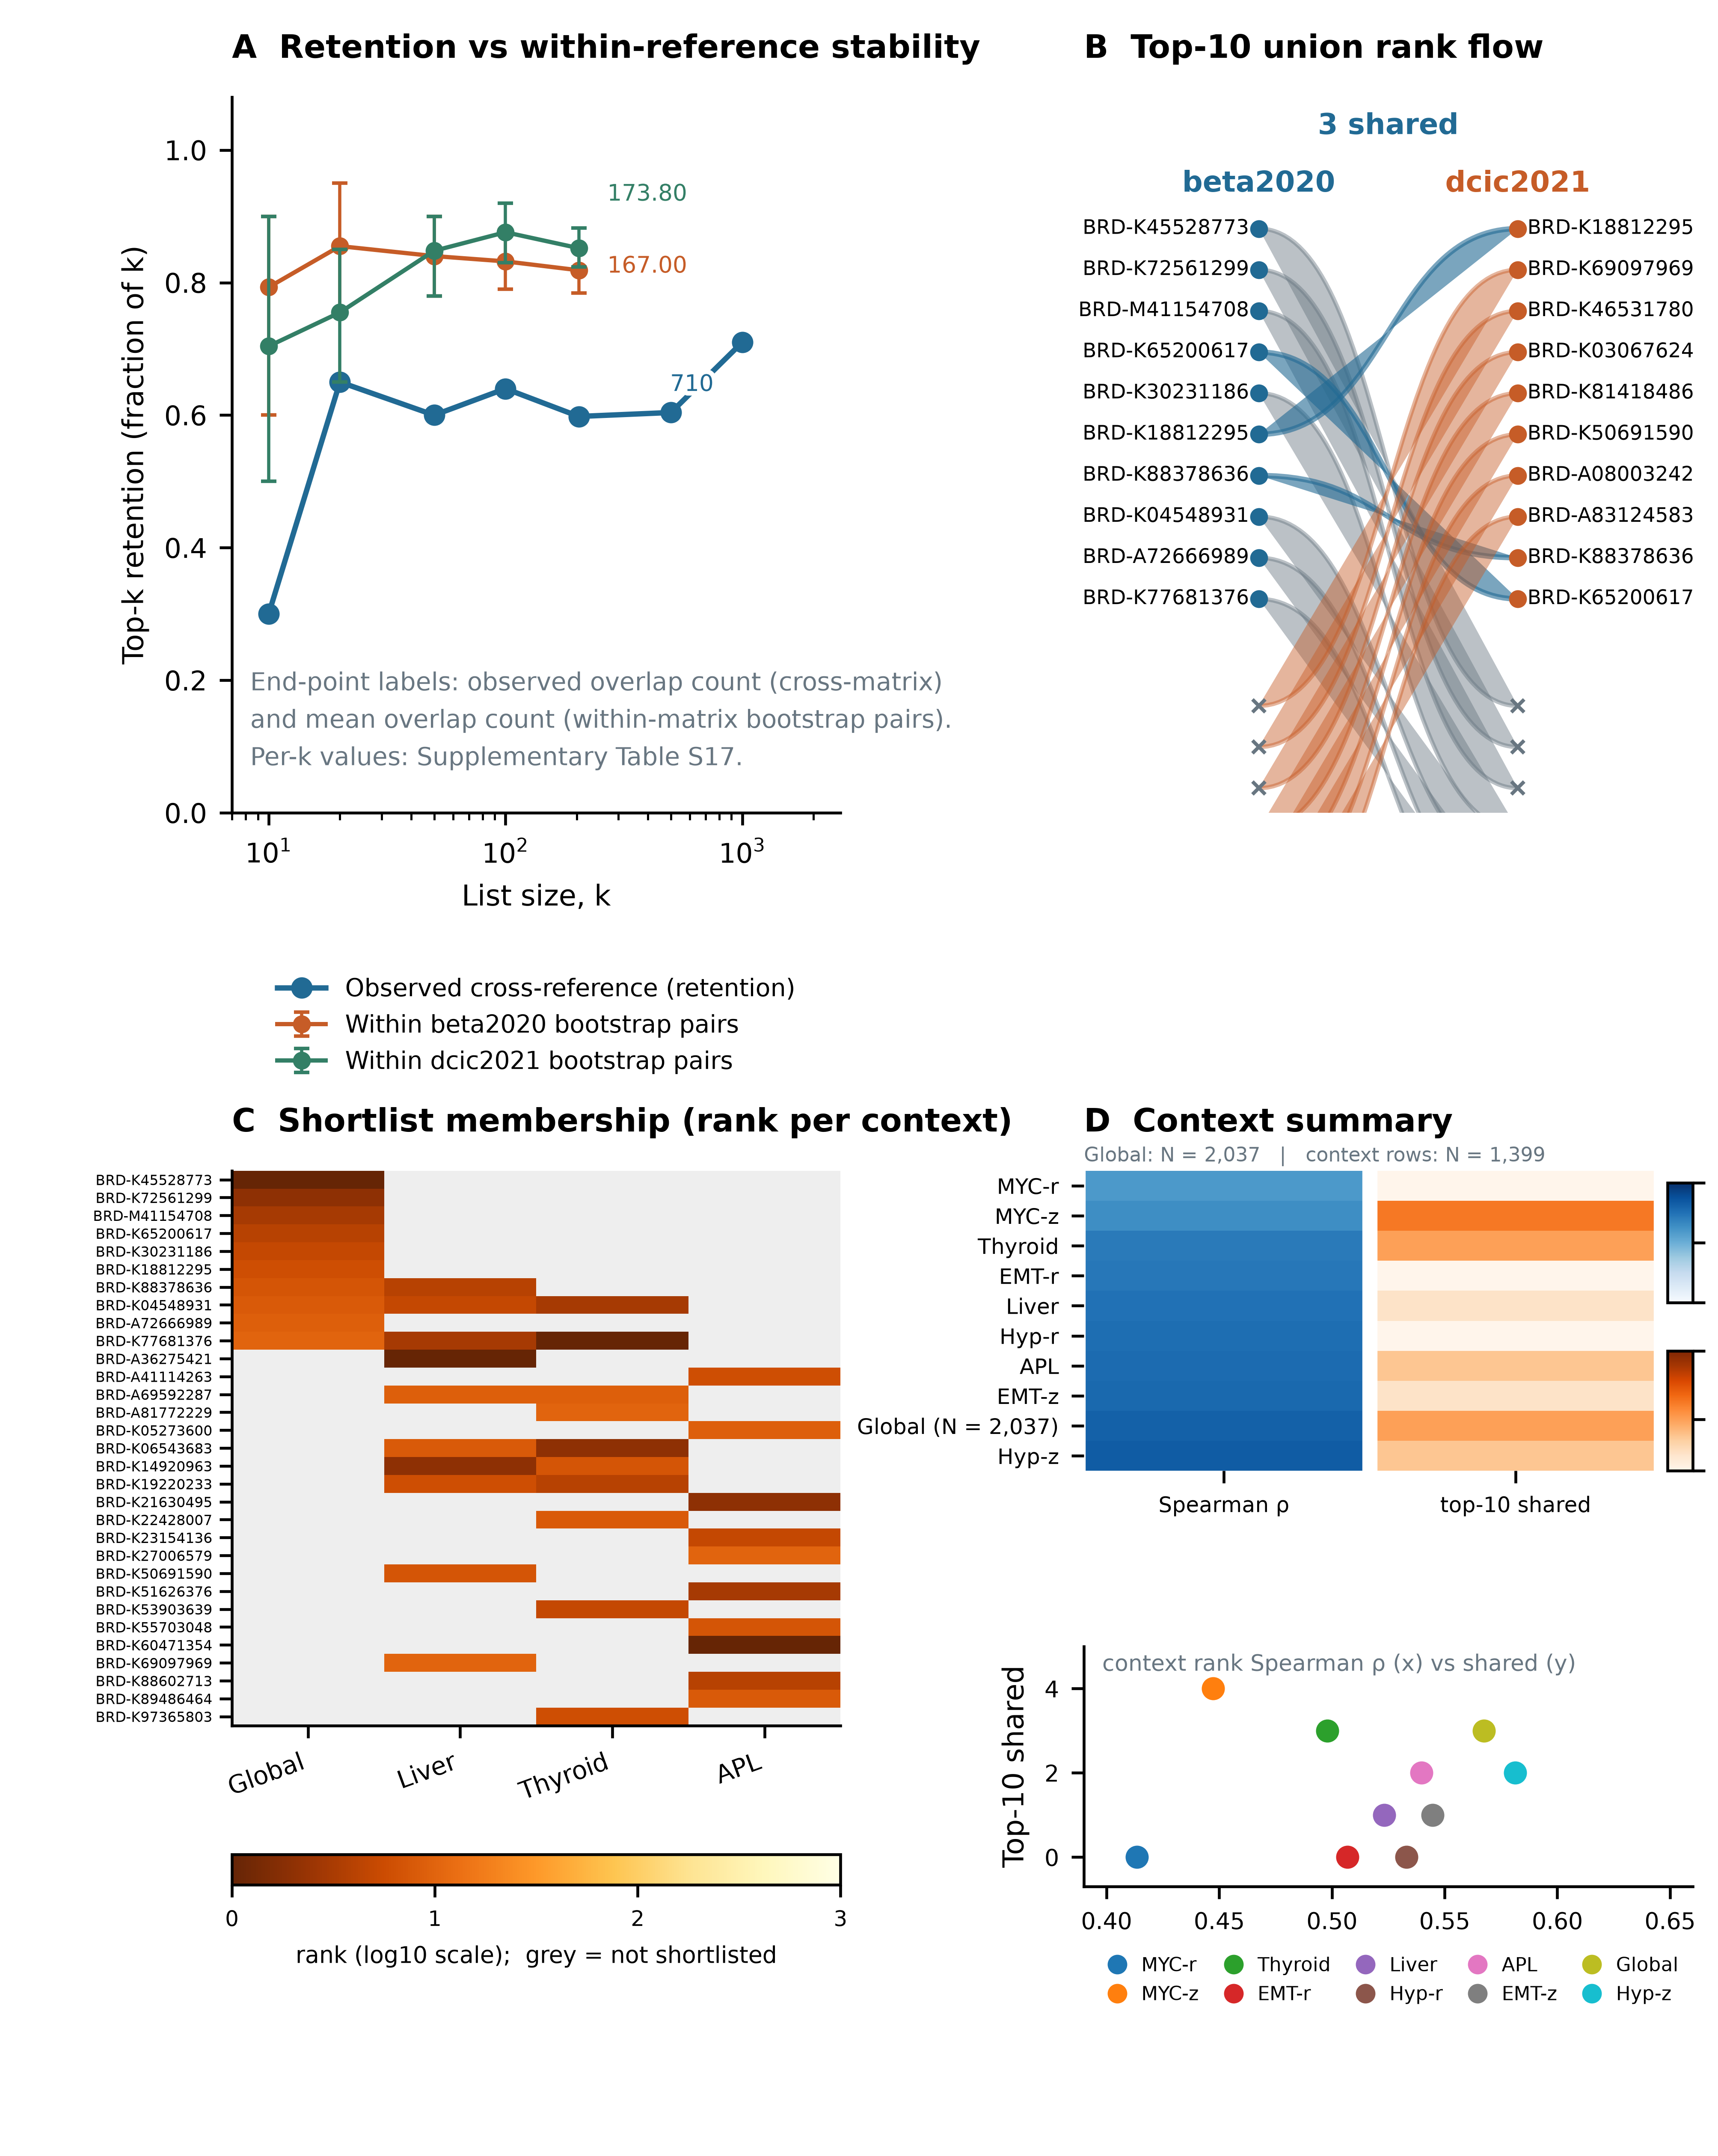 A Retention vs within-reference stability
1.0
0.8
0.6
0.4
0.2
0.0
Top-k retention (fraction of k)
173.80
167.00
710
End-point labels: observed overlap count (cross-matrix)
and mean overlap count (within-matrix bootstrap pairs).
Per-k values: Supplementary Table S17.
10¹ 10² 10³
List size, k
Observed cross-reference (retention)
Within beta2020 bootstrap pairs
Within dcic2021 bootstrap pairs
B Top-10 union rank flow
3 shared
beta2020 dcic2021
BRD-K45528773 BRD-K18812295
BRD-K72561299 BRD-K69097969
BRD-M41154708 BRD-K46531780
BRD-K65200617 BRD-K03067624
BRD-K30231186 BRD-K81418486
BRD-K18812295 BRD-K50691590
BRD-K88378636 BRD-A08003242
BRD-K04548931 BRD-A83124583
BRD-A72666989 BRD-K88378636
BRD-K77681376 BRD-K65200617
C Shortlist membership (rank per context)
BRD-K45528773
BRD-K72561299
BRD-M41154708
BRD-K65200617
BRD-K30231186
BRD-K18812295
BRD-K88378636
BRD-K04548931
BRD-A72666989
BRD-K77681376
BRD-A36275421
BRD-A41114263
BRD-A69592287
BRD-A81772229
BRD-K05273600
BRD-K06543683
BRD-K14920963
BRD-K19220233
BRD-K21630495
BRD-K22428007
BRD-K23154136
BRD-K27006579
BRD-K50691590
BRD-K51626376
BRD-K53903639
BRD-K55703048
BRD-K60471354
BRD-K69097969
BRD-K88602713
BRD-K89486464
BRD-K97365803
Global Liver Thyroid APL
0 1 2 3
rank (log10 scale); grey = not shortlisted
D Context summary
Global: N = 2,037 | context rows: N = 1,399
MYC-r
MYC-z
Thyroid
EMT-r
Liver
Hyp-r
APL
EMT-z
Global (N = 2,037)
Hyp-z
Spearman ρ top-10 shared
context rank Spearman ρ (x) vs shared (y)
4
2
0
Top-10 shared
0.40 0.45 0.50 0.55 0.60 0.65
MYC-r Thyroid Liver APL Global
MYC-z EMT-r Hyp-r EMT-z Hyp-z